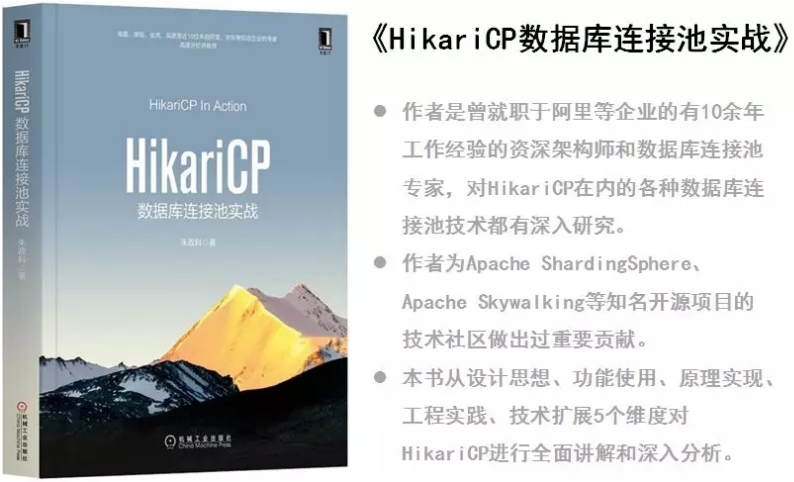 HikariCP
数据库连接池实战
朱政科 ◎ 著
HikariCP In Action
HikariCP
数据库连接池实战
朱政科 ◎ 著
机械工业出版社
China Machine Press
《HikariCP数据库连接池实战》
● 作者是曾就职于阿里等企业的有10余年
工作经验的资深架构师和数据库连接池
专家，对HikariCP在内的各种数据库连
接池技术都有深入研究。
● 作者为Apache ShardingSphere、
Apache Skywalking等知名开源项目的
技术社区做出过重要贡献。
● 本书从设计思想、功能使用、原理实现、
工程实践、技术扩展5个维度对
HikariCP进行全面讲解和深入分析。